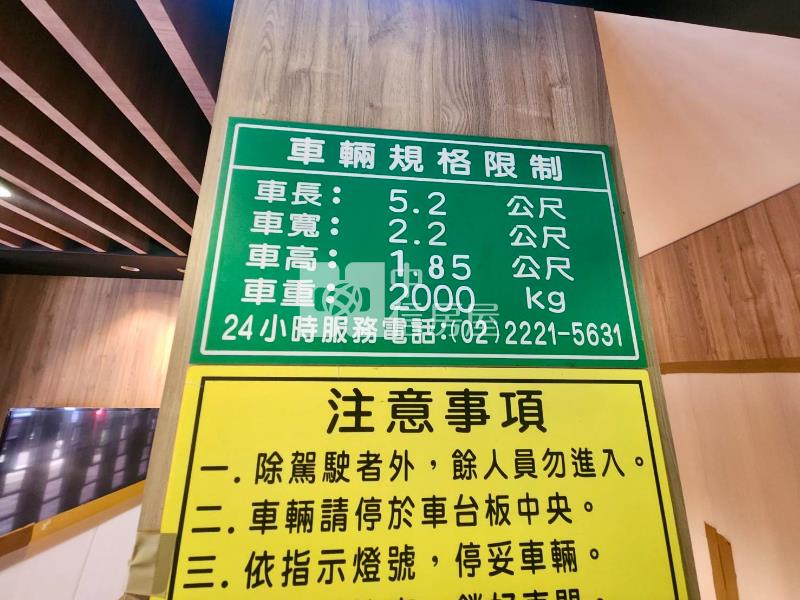 車輛規格限制
車長： 5.2 公尺
車寬： 2.2 公尺
車高： 1.85 公尺
車重： 2000 kg
24小時服務電話:(02)2221-5631
中信房屋
注意事項
一.除駕駛者外，餘人員勿進入。
二.車輛請停於車台板中央。
三.依指示燈號，停妥車輛。